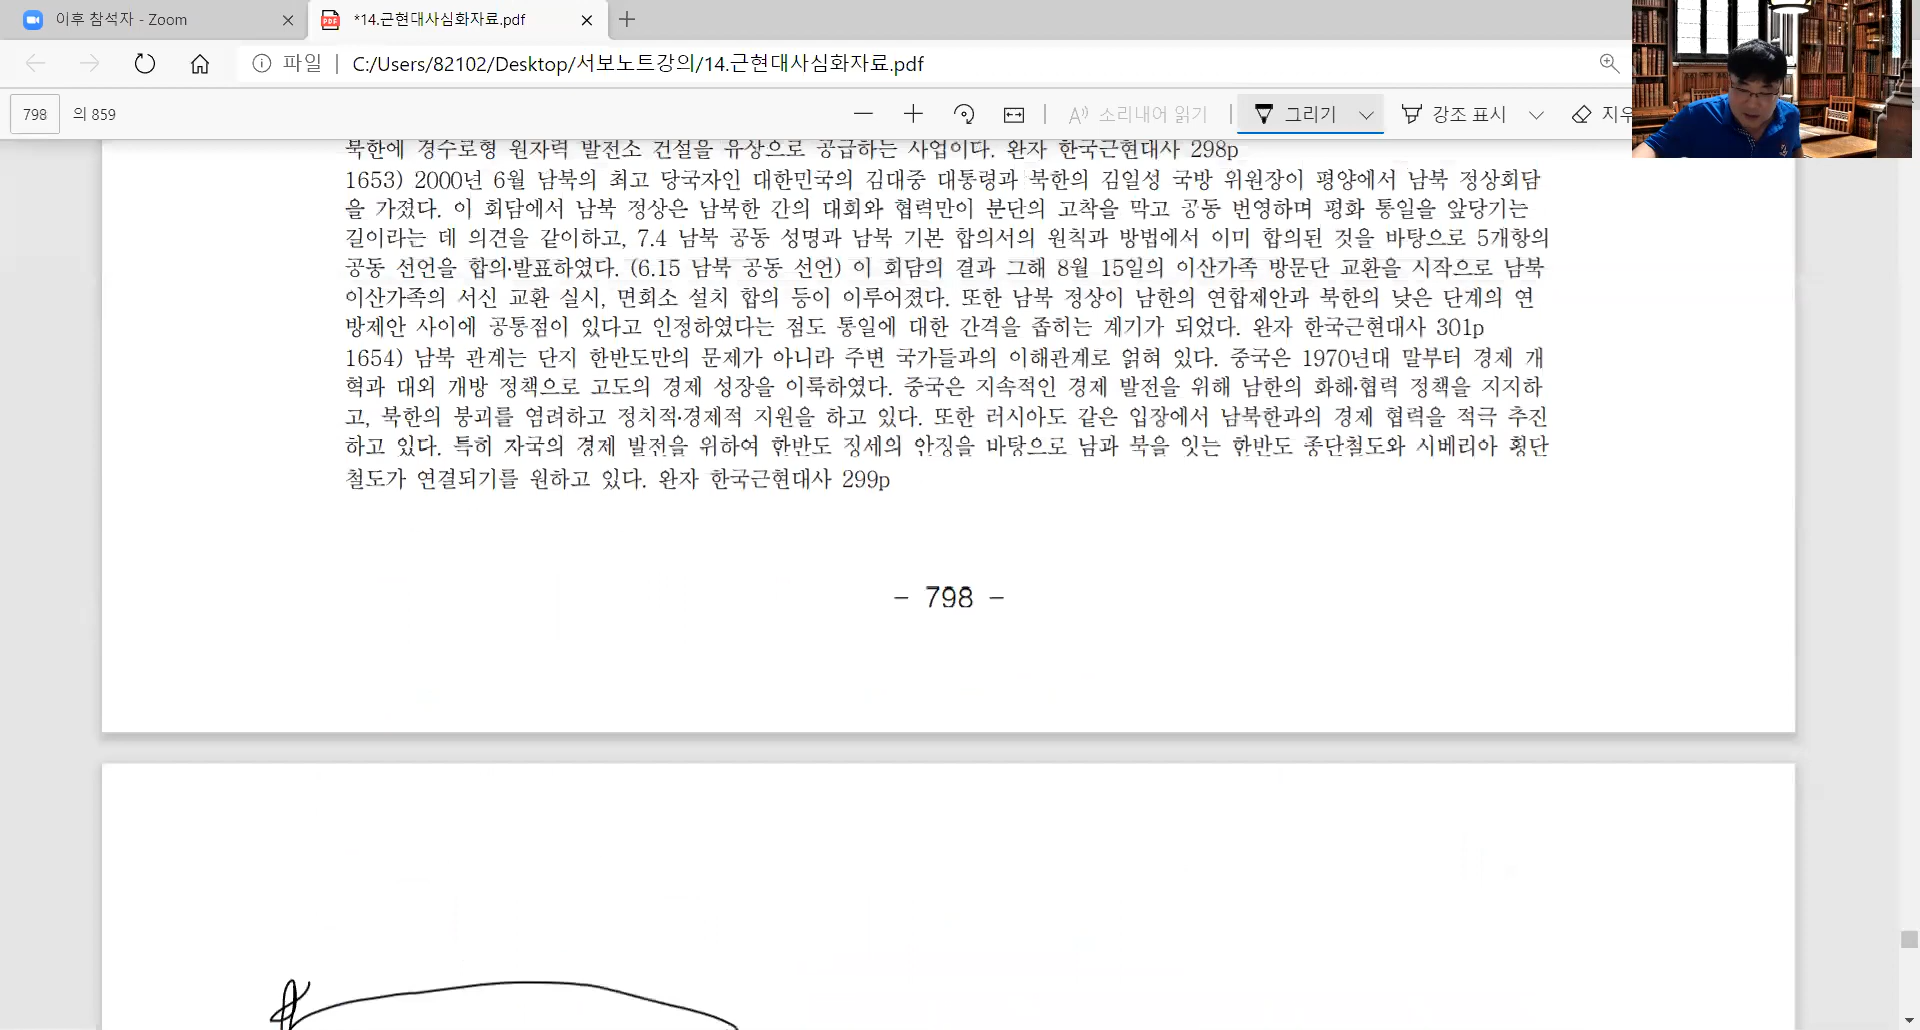 이후 참석자 - Zoom
*14.근현대사심화자료.pdf
파일
C:/Users/82102/Desktop/서보노트강의/14.근현대사심화자료.pdf
798 의 859
소리내어 읽기
그리기
강조 표시
지우
북한에 경수로형 원자력 발전소 건설을 유상으로 공급하는 사업이다. 완자 한국근현대사 298p
1653) 2000년 6월 남북의 최고 당국자인 대한민국의 김대중 대통령과 북한의 김일성 국방 위원장이 평양에서 남북 정상회담
을 가졌다. 이 회담에서 남북 정상은 남북한 간의 대회와 협력만이 분단의 고착을 막고 공동 번영하며 평화 통일을 앞당기는
길이라는 데 의견을 같이하고, 7.4 남북 공동 성명과 남북 기본 합의서의 원칙과 방법에서 이미 합의된 것을 바탕으로 5개항의
공동 선언을 합의·발표하였다. (6.15 남북 공동 선언) 이 회담의 결과 그해 8월 15일의 이산가족 방문단 교환을 시작으로 남북
이산가족의 서신 교환 실시, 면회소 설치 합의 등이 이루어졌다. 또한 남북 정상이 남한의 연합제안과 북한의 낮은 단계의 연
방제안 사이에 공통점이 있다고 인정하였다는 점도 통일에 대한 간격을 좁히는 계기가 되었다. 완자 한국근현대사 301p
1654) 남북 관계는 단지 한반도만의 문제가 아니라 주변 국가들과의 이해관계로 얽혀 있다. 중국은 1970년대 말부터 경제 개
혁과 대외 개방 정책으로 고도의 경제 성장을 이룩하였다. 중국은 지속적인 경제 발전을 위해 남한의 화해·협력 정책을 지지하
고, 북한의 붕괴를 염려하고 정치적·경제적 지원을 하고 있다. 또한 러시아도 같은 입장에서 남북한과의 경제 협력을 적극 추진
하고 있다. 특히 자국의 경제 발전을 위하여 한반도 정세의 안정을 바탕으로 남과 북을 잇는 한반도 종단철도와 시베리아 횡단
철도가 연결되기를 원하고 있다. 완자 한국근현대사 299p
- 798 -